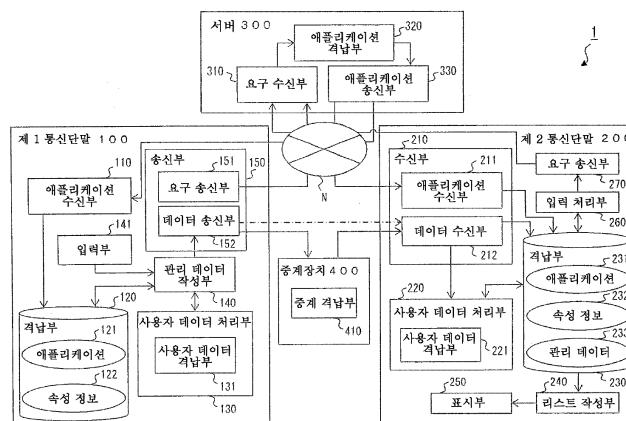 1
서버 300
320
애플리케이션
격납부
310
요구 수신부
애플리케이션
송신부
330
N
제 1 통신단말 100
110
애플리케이션
수신부
송신부
151
150
요구 송신부
데이터 송신부
152
141
입력부
관리 데이터
작성부
140
120
격납부
121
애플리케이션
122
속성 정보
사용자 데이터 처리부
사용자 데이터
격납부
131
130
중계장치 400
중계 격납부
410
제 2 통신단말 200
210
수신부
211
애플리케이션
수신부
데이터 수신부
212
요구 송신부
270
입력 처리부
260
220
사용자 데이터 처리부
사용자 데이터
격납부
221
격납부
231
애플리케이션
232
속성 정보
233
관리 데이터
230
250
표시부
240
리스트 작성부